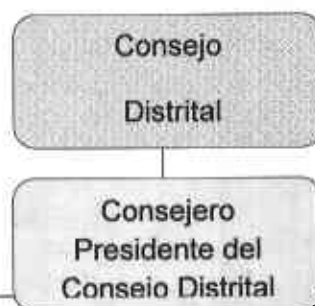 Consejo
Distrital
Consejero
Presidente del
Consejo Distrital